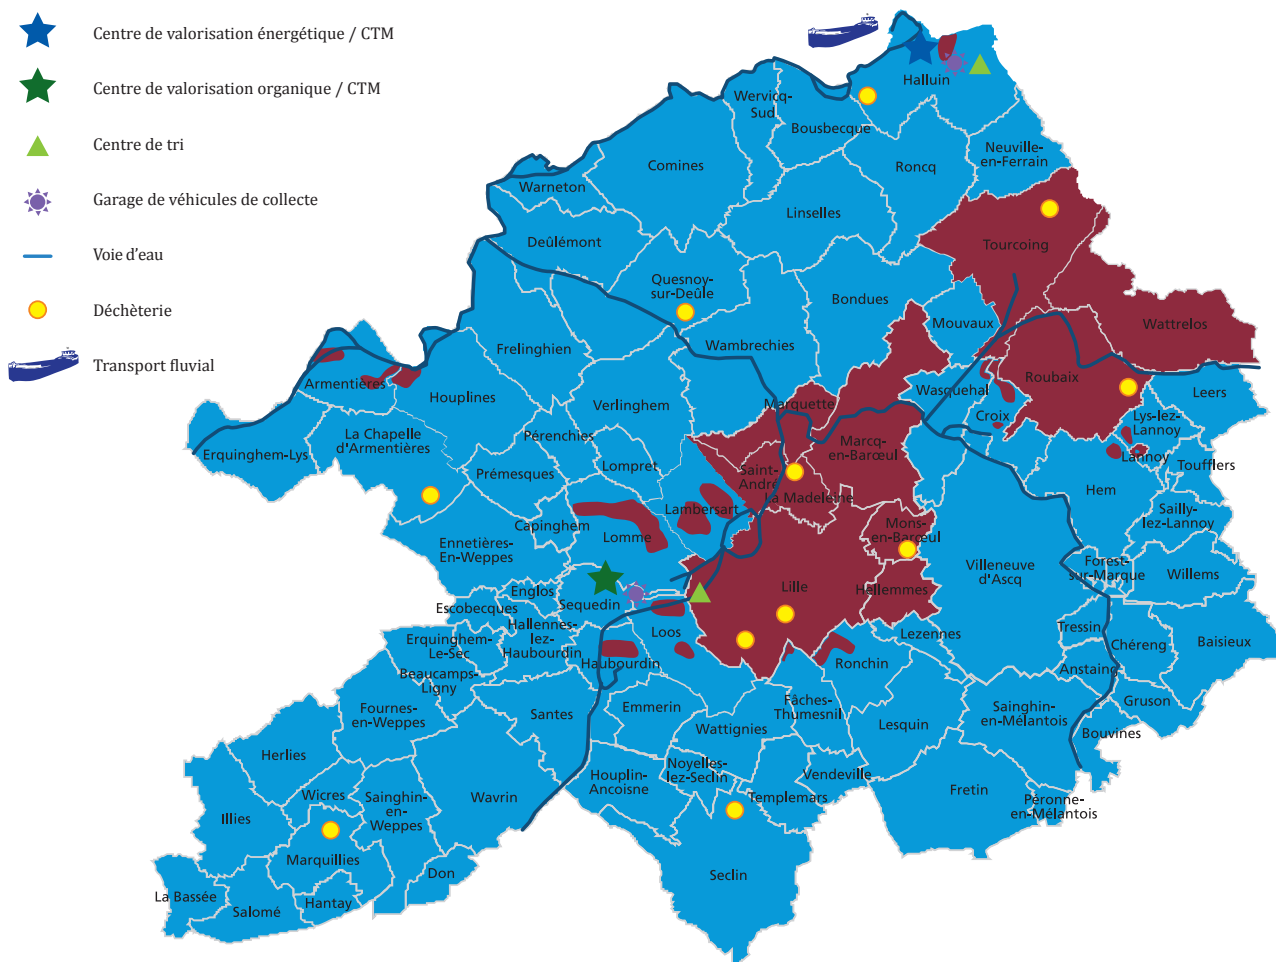 Centre de valorisation énergétique / CTM
Centre de valorisation organique / CTM
Centre de tri
Garage de véhicules de collecte
Voie d'eau
Déchèterie
Transport fluvial
Halluin
Wervicq-
Sud
Bousbecque
Neuville-
en-Ferrain
Comines
Roncq
Warneton
Linselles
Deûlémont
Tourcoing
Quesnoy-
sur-Deûle
Bondues
Mouvaux
Wattrelos
Frelinghien
Wambrechies
Roubaix
Armentières
Houplines
Wasquehal
Leers
Verlinghem
Marquette
Croix
Lys-lez-
Lannoy
La Chapelle
d'Armentières
Pérenchies
Marcq-
en-Barœul
Erquinghem-Lys
Lannoy
Prémesques
Lompret
Saint-
André
Toufflers
La Madeleine
Hem
Lambersart
Sailly-
lez-Lannoy
Capinghem
Lomme
Mons-
en-Barœul
Ennetières-
En-Weppes
Villeneuve
d'Ascq
Forest-
sur-Marque
Willems
Englos
Sequedin
Lille
Hellemmes
Escobecques
Hallennes-
lez-
Haubourdin
Loos
Lezennes
Tressin
Chéreng
Baisieux
Erquinghem-
Le-Sec
Haubourdin
Ronchin
Anstaing
Beaucamps-
Ligny
Gruson
Fournes-
en-Weppes
Santes
Emmerin
Fâches-
Thumesnil
Wattignies
Lesquin
Sainghin-
en-Mélantois
Bouvines
Herlies
Noyelles-
lez-Seclin
Houplin-
Ancoisne
Vendeville
Wicres
Sainghin-
en-
Weppes
Wavrin
Templemars
Fretin
Péronne-
en-Mélantois
Illies
Marquillies
Don
Seclin
La Bassée
Salomé
Hantay